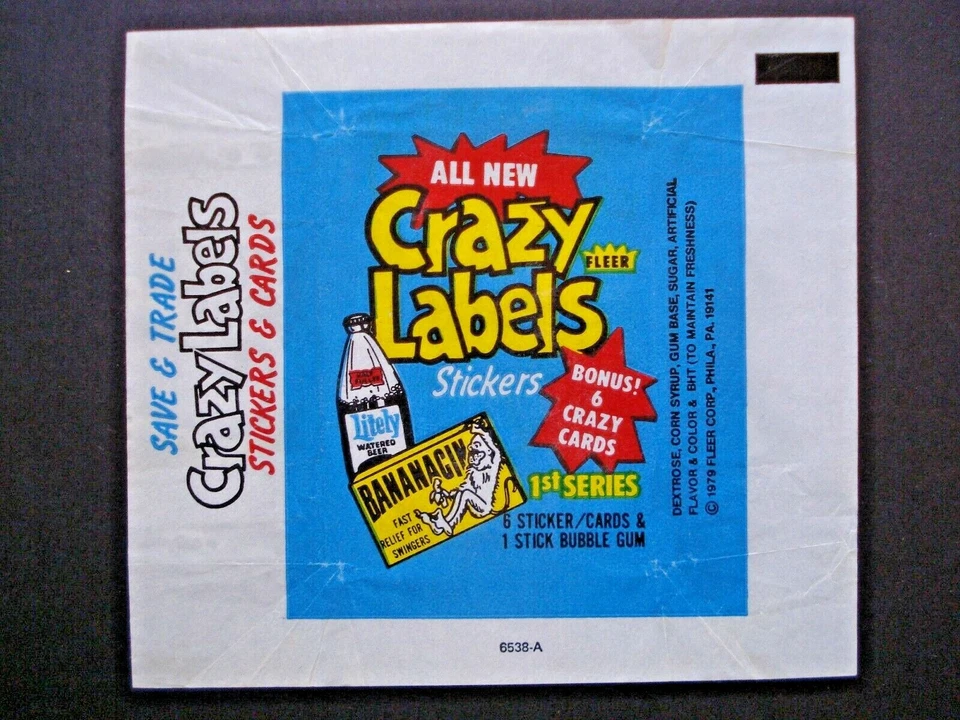 SAVE & TRADE
Crazy Labels
STICKERS & CARDS
ALL NEW
Crazy
FLEER
Labels
Stickers
BONUS!
6
CRAZY
CARDS
litely
WATERED
BEER
BANANACIN
FAST
RELIEF FOR
SWINGERS
1st SERIES
6 STICKER/CARDS &
1 STICK BUBBLE GUM
DEXTROSE, CORN SYRUP, GUM BASE, SUGAR, ARTIFICIAL
FLAVOR & COLOR & BHT (TO MAINTAIN FRESHNESS)
© 1979 FLEER CORP., PHILA., PA. 19141
6538-A